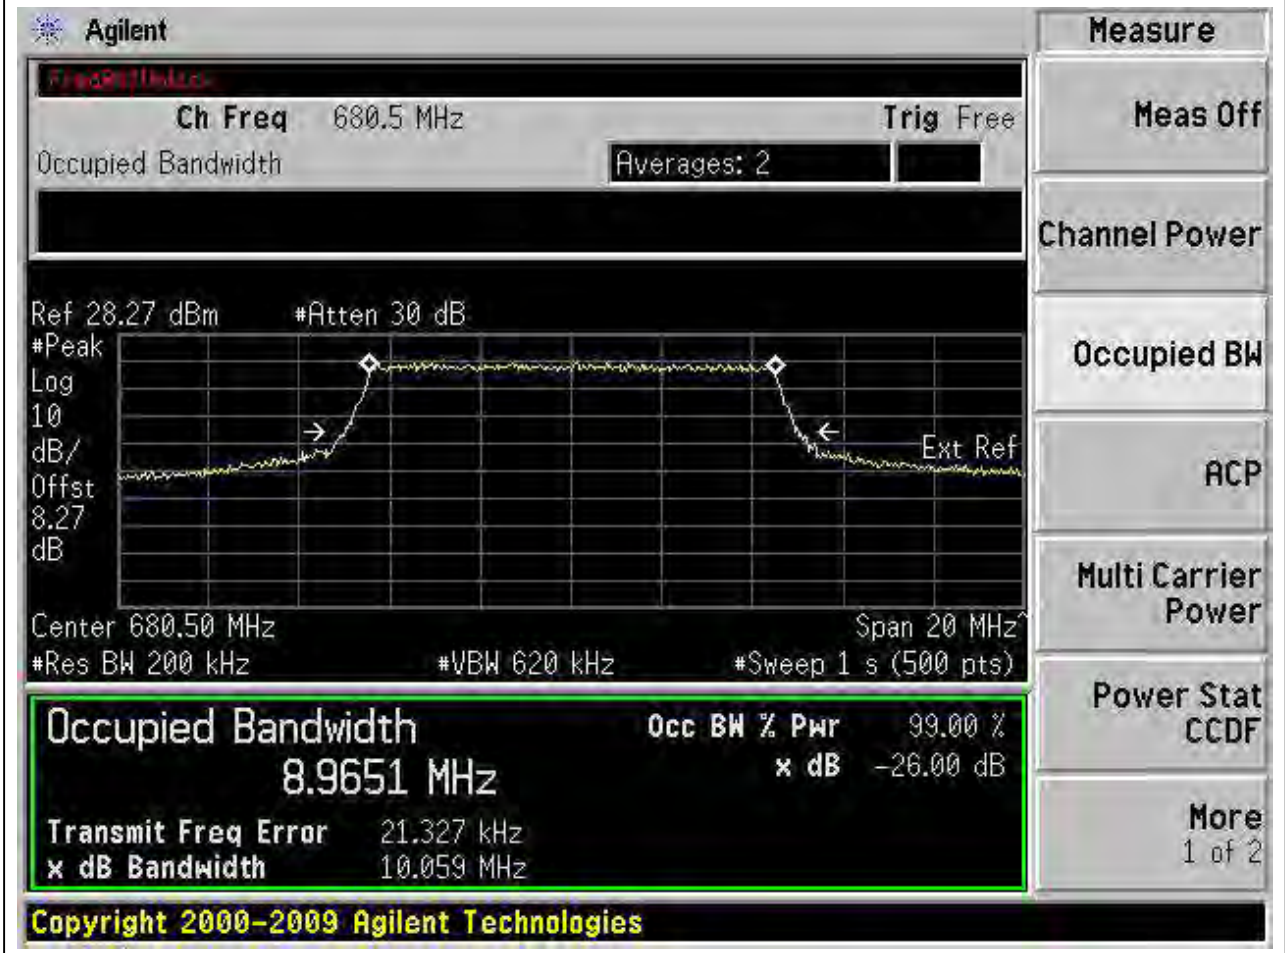 Agilent
Measure
Ch Freq 680.5 MHz Trig Free
Occupied Bandwidth Averages: 2
Ref 28.27 dBm #Atten 30 dB
#Peak
Log
10
dB/
Offst
8.27
dB
Ext Ref
Center 680.50 MHz Span 20 MHz^
#Res BW 200 kHz #VBW 620 kHz #Sweep 1 s (500 pts)
Occupied Bandwidth Occ BW % Pwr 99.00 %
8.9651 MHz x dB -26.00 dB
Transmit Freq Error 21.327 kHz
x dB Bandwidth 10.059 MHz
Meas Off
Channel Power
Occupied BW
ACP
Multi Carrier
Power
Power Stat
CCDF
More
1 of 2
Copyright 2000-2009 Agilent Technologies